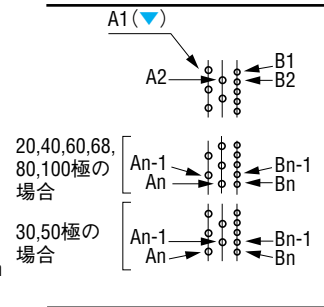 A1(▼)
A2
B1
B2
20,40,60,68,
80,100極の
場合
An-1
An
Bn-1
Bn
30,50極の
場合
An-1
An
Bn-1
Bn